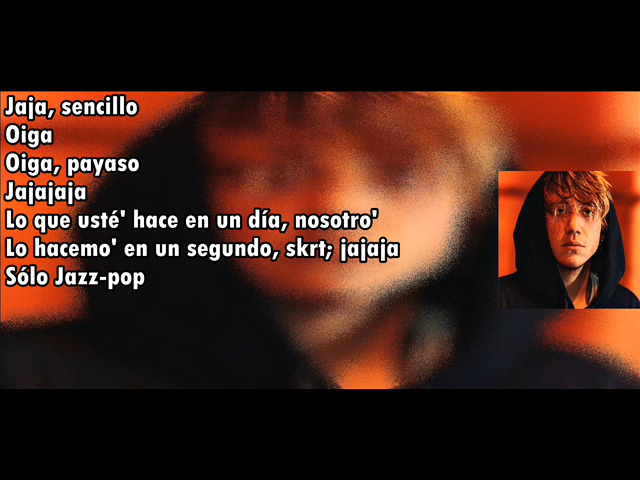 Jaja, sencillo
Oiga
Oiga, payaso
Jajajaja
Lo que usté' hace en un día, nosotro'
Lo hacemo' en un segundo, skrt; jajaja
Sólo Jazz-pop